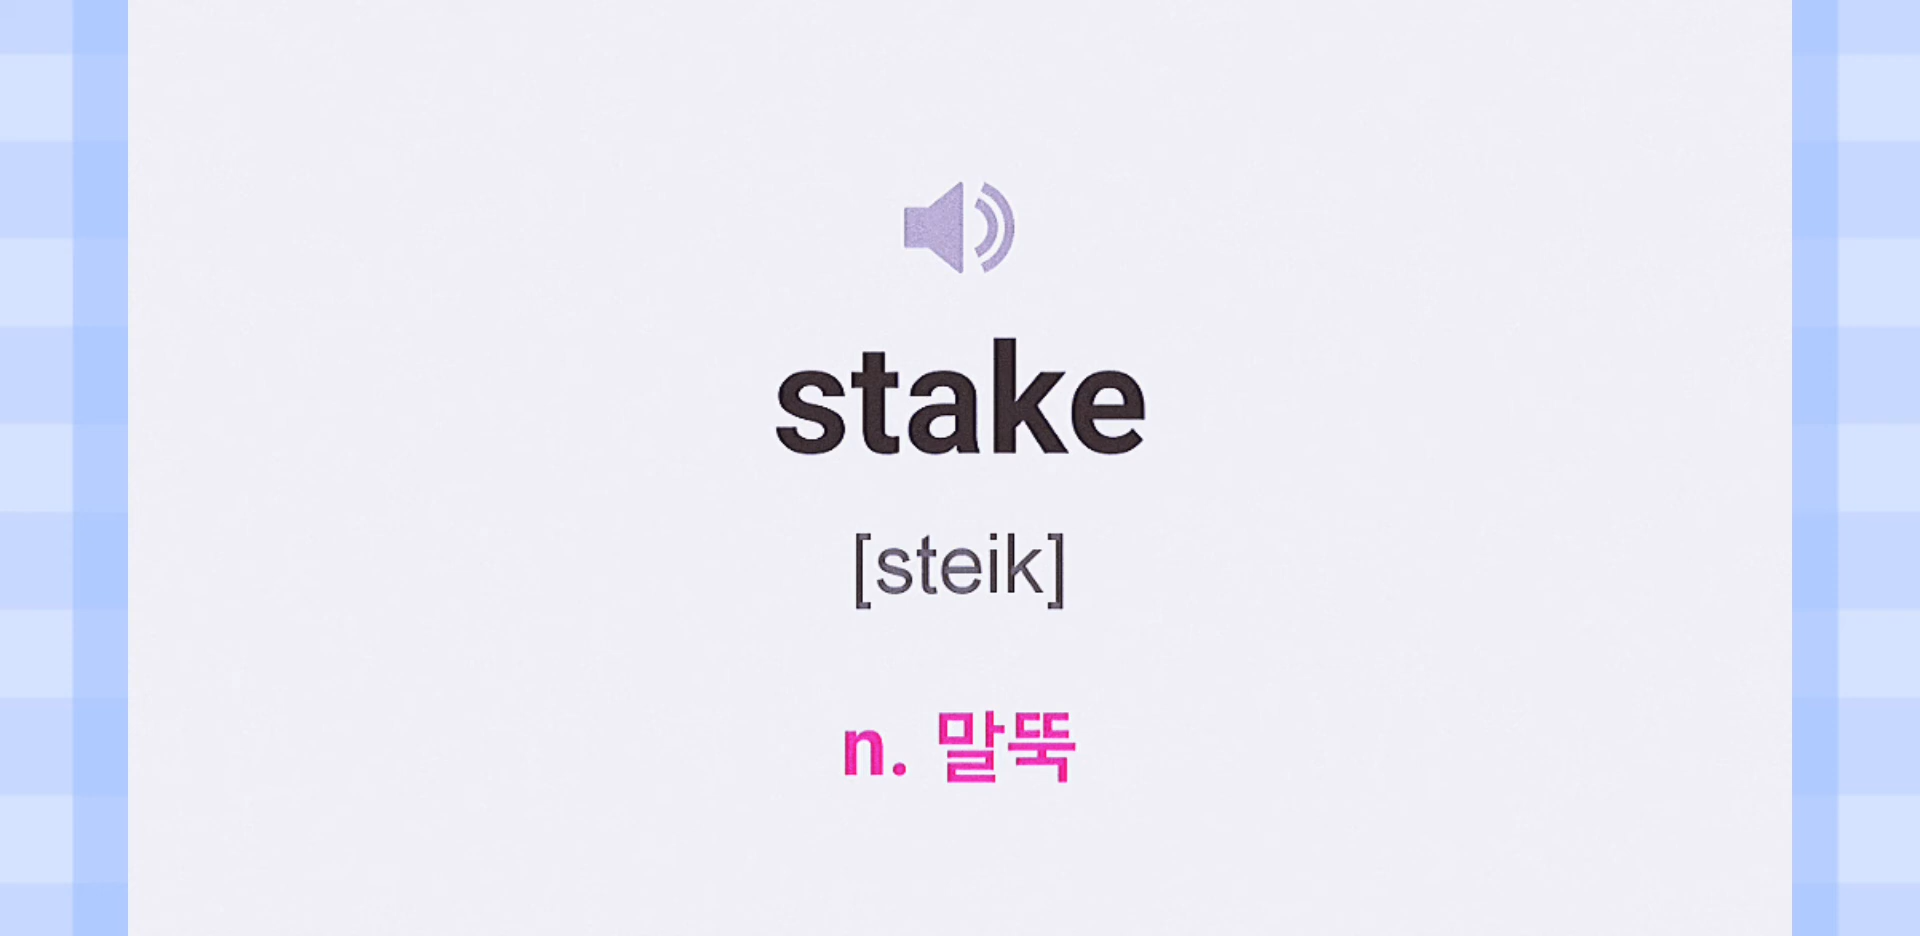 stake
[steik]
n. 말뚝